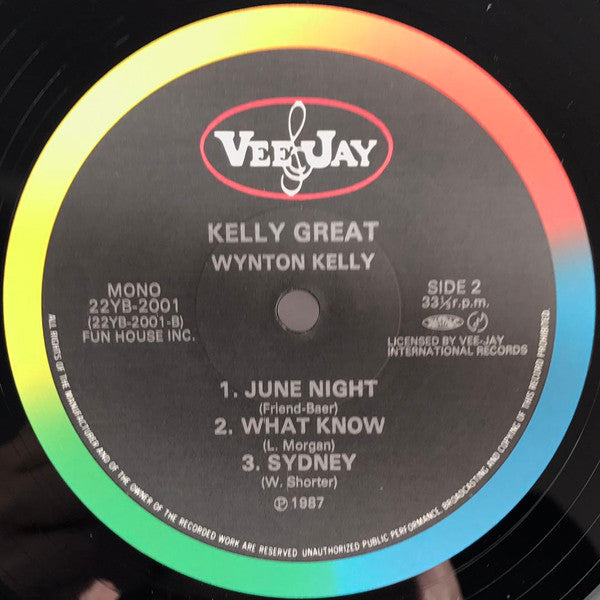 VEE JAY
KELLY GREAT
WYNTON KELLY
MONO
22YB-2001
(22YB-2001-B)
FUN HOUSE INC.
SIDE 2
33⅓r.p.m.
LICENSED BY VEE-JAY
INTERNATIONAL RECORDS
1. JUNE NIGHT
(Friend-Baer)
2. WHAT KNOW
(L. Morgan)
3. SYDNEY
(W. Shorter)
℗1987
ALL RIGHTS OF THE MANUFACTURER AND OF THE OWNER OF THE RECORDED WORK ARE RESERVED UNAUTHORIZED PUBLIC PERFORMANCE, BROADCASTING AND COPYING OF THIS RECORD PROHIBITED.